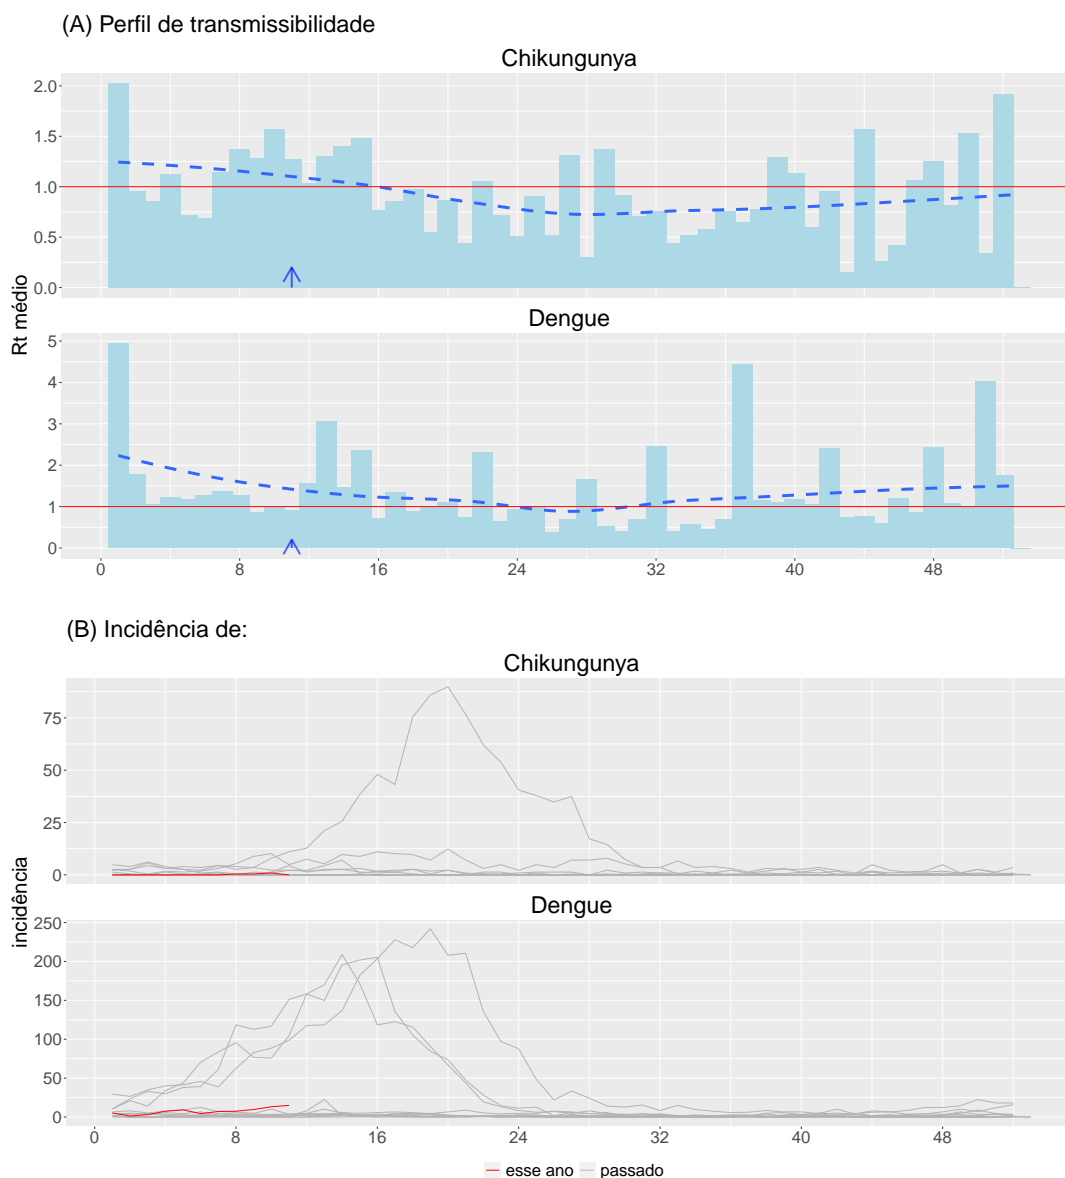 (A) Perfil de transmissibilidade
Chikungunya
2.0
1.5
1.0
0.5
0.0
Rt médio
Dengue
5
4
3
2
1
0
0 8 16 24 32 40 48
(B) Incidência de:
Chikungunya
75
50
25
0
incidência
Dengue
250
200
150
100
50
0
0 8 16 24 32 40 48
esse ano passado